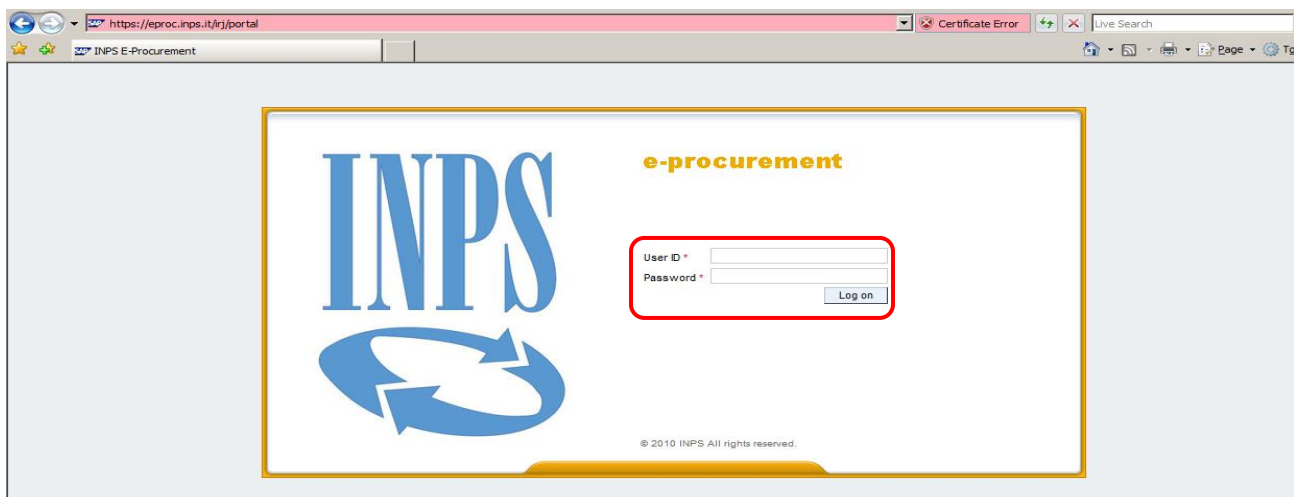 https://eproc.inps.it/irj/portal
Certificate Error
Live Search
INPS E-Procurement
Page
INPS
e-procurement
User ID *
Password *
Log on
© 2010 INPS All rights reserved.